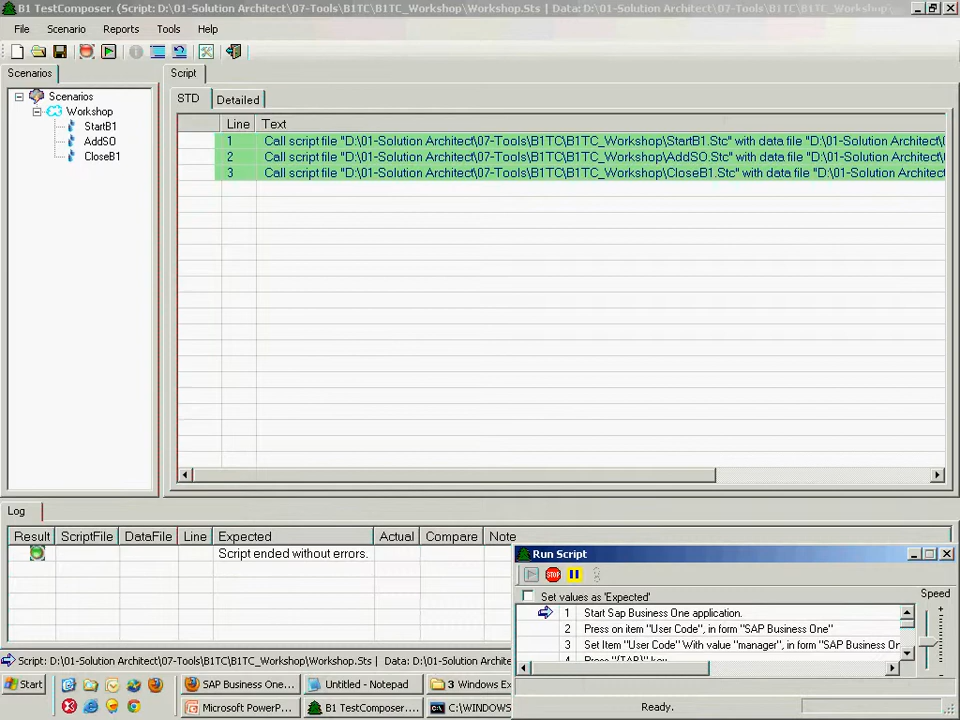 B1 TestComposer. (Script: D:\01-Solution Architect\07-Tools\B1TC\B1TC_Workshop\Workshop.Sts | Data: D:\01-Solution Architect\07-Tools\B1TC\B1TC_Workshop\
File Scenario Reports Tools Help
Scenarios
Script
Scenarios
Workshop
StartB1
AddSO
CloseB1
STD Detailed
Line Text
1 Call script file "D:\01-Solution Architect\07-Tools\B1TC\B1TC_Workshop\StartB1.Stc" with data file "D:\01-Solution Architect\0
2 Call script file "D:\01-Solution Architect\07-Tools\B1TC\B1TC_Workshop\AddSO.Stc" with data file "D:\01-Solution Architect\
3 Call script file "D:\01-Solution Architect\07-Tools\B1TC\B1TC_Workshop\CloseB1.Stc" with data file "D:\01-Solution Architect
Log
Result ScriptFile DataFile Line Expected Actual Compare Note
Script ended without errors.
Run Script
STOP
Set values as 'Expected'
Speed
1 Start Sap Business One application.
2 Press on item "User Code", in form "SAP Business One"
3 Set Item "User Code" With value "manager", in form "SAP Business On
4 Press "{TAB}" key
Ready.
Script: D:\01-Solution Architect\07-Tools\B1TC\B1TC_Workshop\Workshop.Sts | Data: D:\01-Solution Archite
Start
SAP Business One...
Untitled - Notepad
3 Windows Ex
Microsoft PowerP...
B1 TestComposer....
C:\WINDOWS